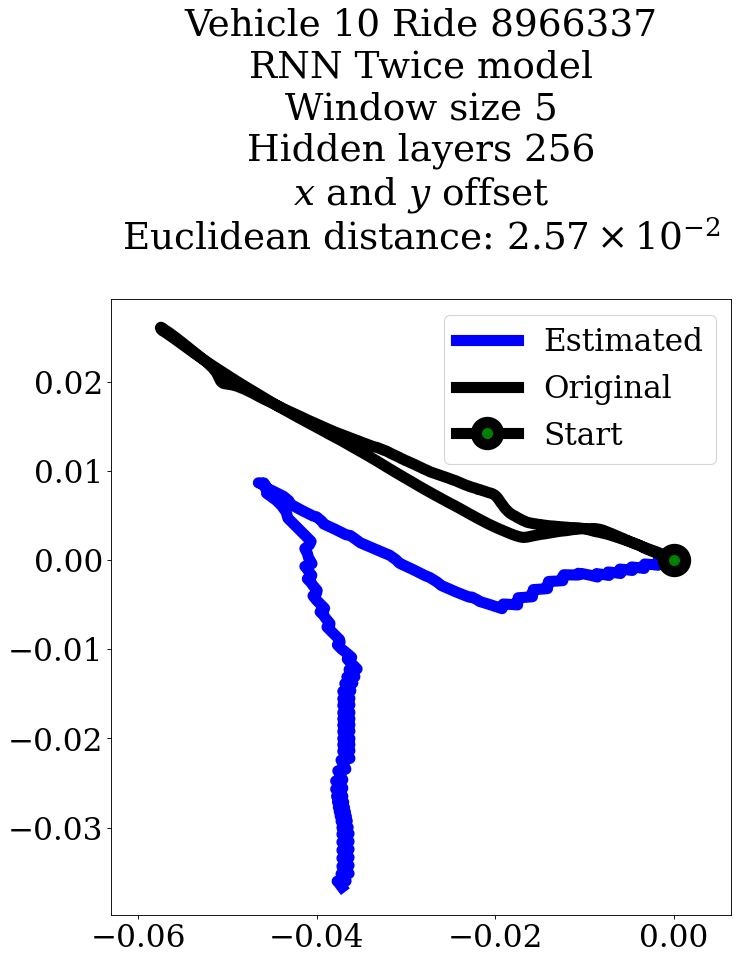 Vehicle 10 Ride 8966337
RNN Twice model
Window size 5
Hidden layers 256
x and y offset
Euclidean distance: 2.57 × 10⁻²
Estimated
Original
Start
0.02
0.01
0.00
−0.01
−0.02
−0.03
−0.06
−0.04
−0.02
0.00